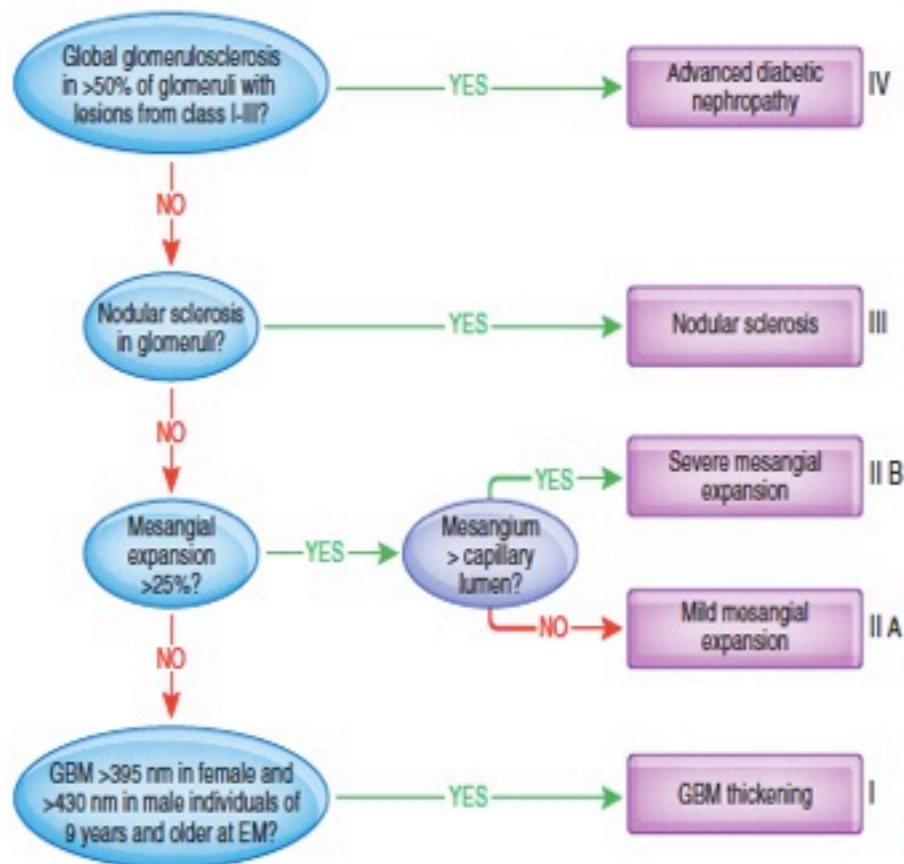 Global glomerulosclerosis
in >50% of glomeruli with
lesions from class I-III?
YES
Advanced diabetic
nephropathy
IV
NO
Nodular sclerosis
in glomeruli?
YES
Nodular sclerosis
III
NO
Mesangial
expansion
>25%?
YES
Mesangium
> capillary
lumen?
YES
Severe mesangial
expansion
II B
NO
Mild mesangial
expansion
II A
NO
GBM >395 nm in female and
>430 nm in male individuals of
9 years and older at EM?
YES
GBM thickening
I